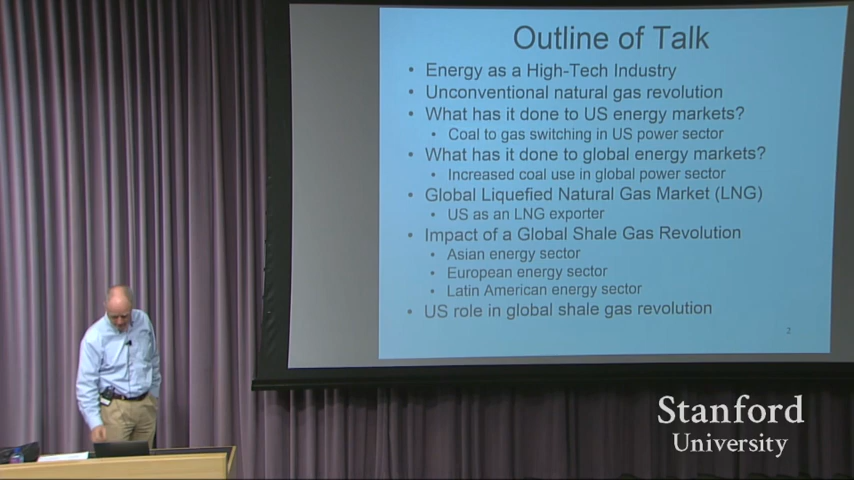 Outline of Talk
• Energy as a High-Tech Industry
• Unconventional natural gas revolution
• What has it done to US energy markets?
• Coal to gas switching in US power sector
• What has it done to global energy markets?
• Increased coal use in global power sector
• Global Liquefied Natural Gas Market (LNG)
• US as an LNG exporter
• Impact of a Global Shale Gas Revolution
• Asian energy sector
• European energy sector
• Latin American energy sector
• US role in global shale gas revolution
2
Stanford
University